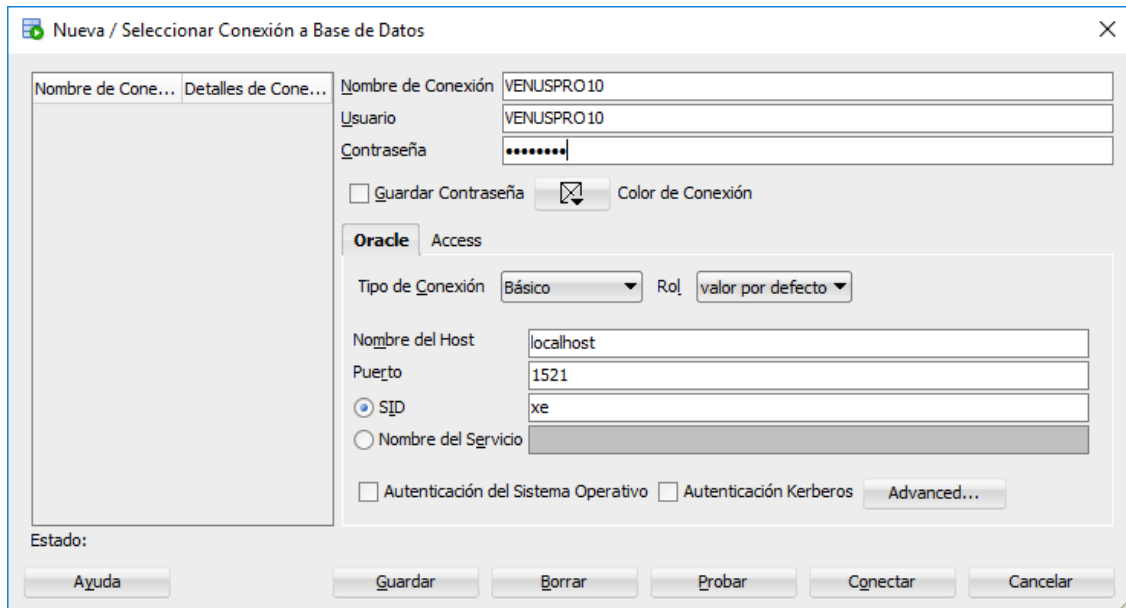 Nueva / Seleccionar Conexión a Base de Datos
Nombre de Cone... Detalles de Cone...
Nombre de Conexión VENUSPRO10
Usuario VENUSPRO10
Contraseña ••••••••
Guardar Contraseña Color de Conexión
Oracle Access
Tipo de Conexión Básico Rol valor por defecto
Nombre del Host localhost
Puerto 1521
SID xe
Nombre del Servicio
Autenticación del Sistema Operativo Autenticación Kerberos Advanced...
Estado:
Ayuda Guardar Borrar Probar Conectar Cancelar